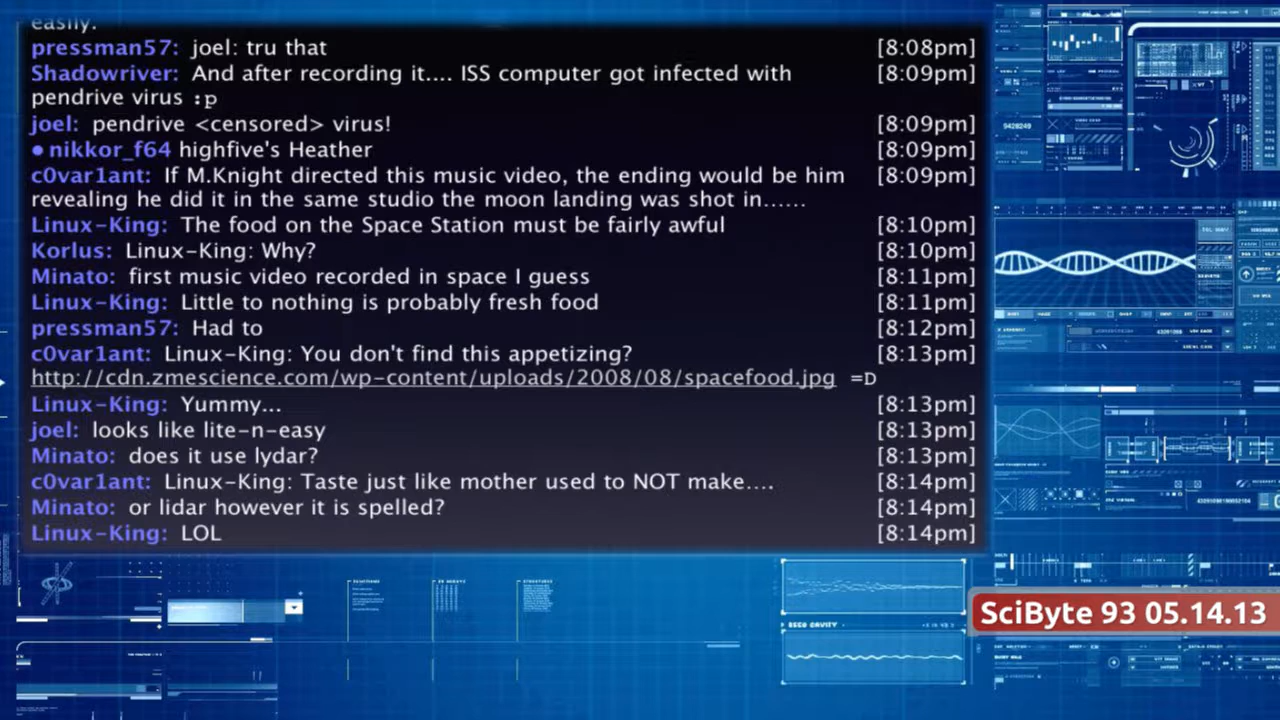 easily.
pressman57: joel: tru that [8:08pm]
Shadowriver: And after recording it.... ISS computer got infected with [8:09pm]
pendrive virus :p
joel: pendrive <censored> virus! [8:09pm]
• nikkor_f64 highfive's Heather [8:09pm]
c0var1ant: If M.Knight directed this music video, the ending would be him [8:09pm]
revealing he did it in the same studio the moon landing was shot in......
Linux-King: The food on the Space Station must be fairly awful [8:10pm]
Korlus: Linux-King: Why? [8:10pm]
Minato: first music video recorded in space I guess [8:11pm]
Linux-King: Little to nothing is probably fresh food [8:11pm]
pressman57: Had to [8:12pm]
c0var1ant: Linux-King: You don't find this appetizing? [8:13pm]
http://cdn.zmescience.com/wp-content/uploads/2008/08/spacefood.jpg =D
Linux-King: Yummy... [8:13pm]
joel: looks like lite-n-easy [8:13pm]
Minato: does it use lydar? [8:13pm]
c0var1ant: Linux-King: Taste just like mother used to NOT make.... [8:14pm]
Minato: or lidar however it is spelled? [8:14pm]
Linux-King: LOL [8:14pm]
SciByte 93 05.14.13